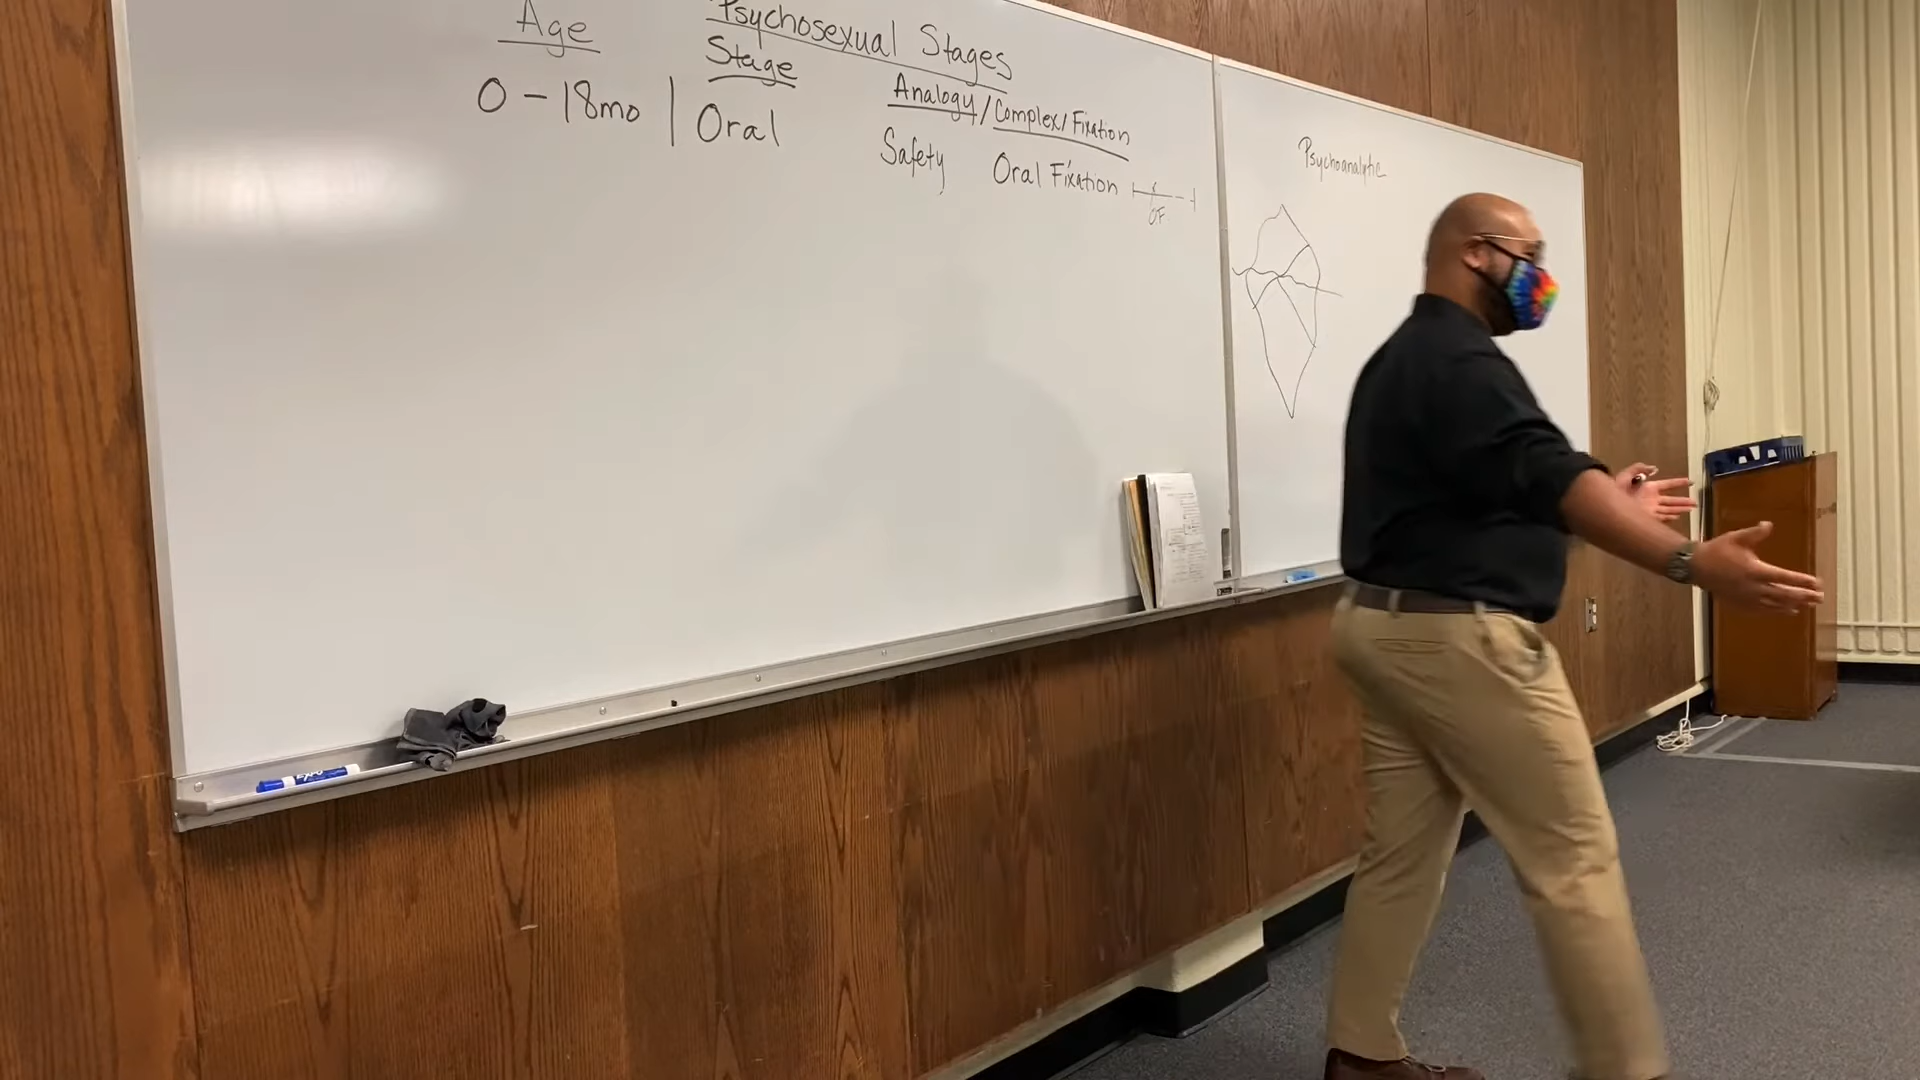 Psychosexual Stages
Age
Stage
Analogy/Complex/Fixation
0-18mo | Oral
Safety
Oral Fixation
OF
Psychoanalytic
EXPO